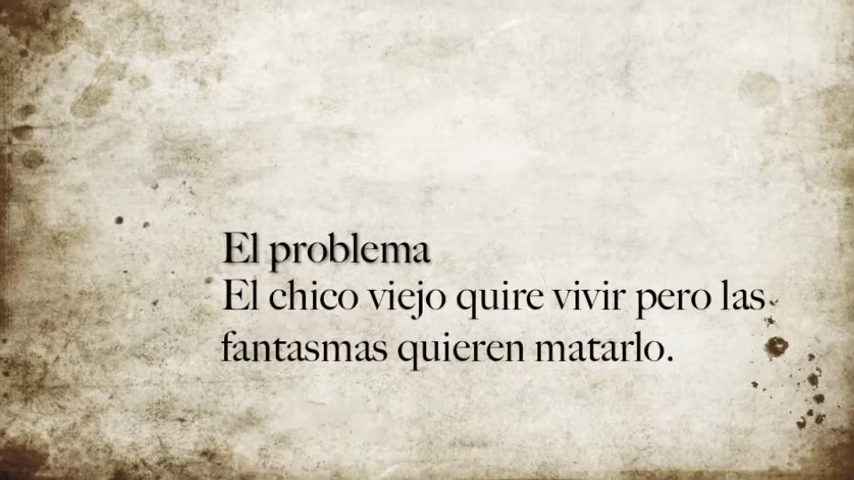 El problema
El chico viejo quire vivir pero las
fantasmas quieren matarlo.